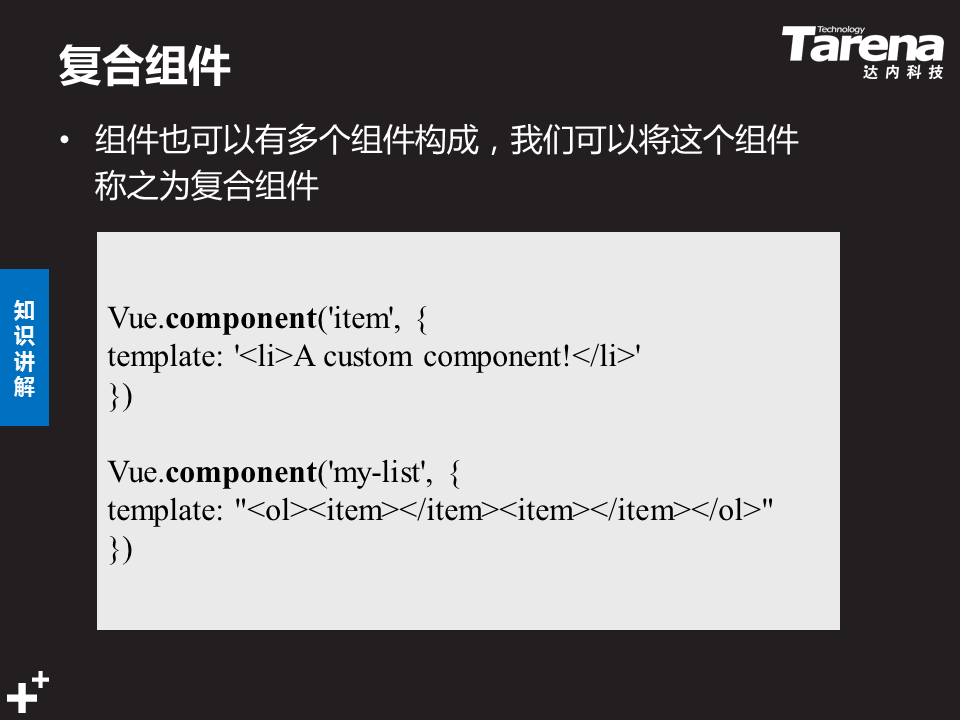 复合组件
Technology
Tarena
达内科技
• 组件也可以有多个组件构成，我们可以将这个组件
称之为复合组件
知识讲解
Vue.component('item', {
template: '<li>A custom component!</li>'
})
Vue.component('my-list', {
template: "<ol><item></item><item></item></ol>"
})